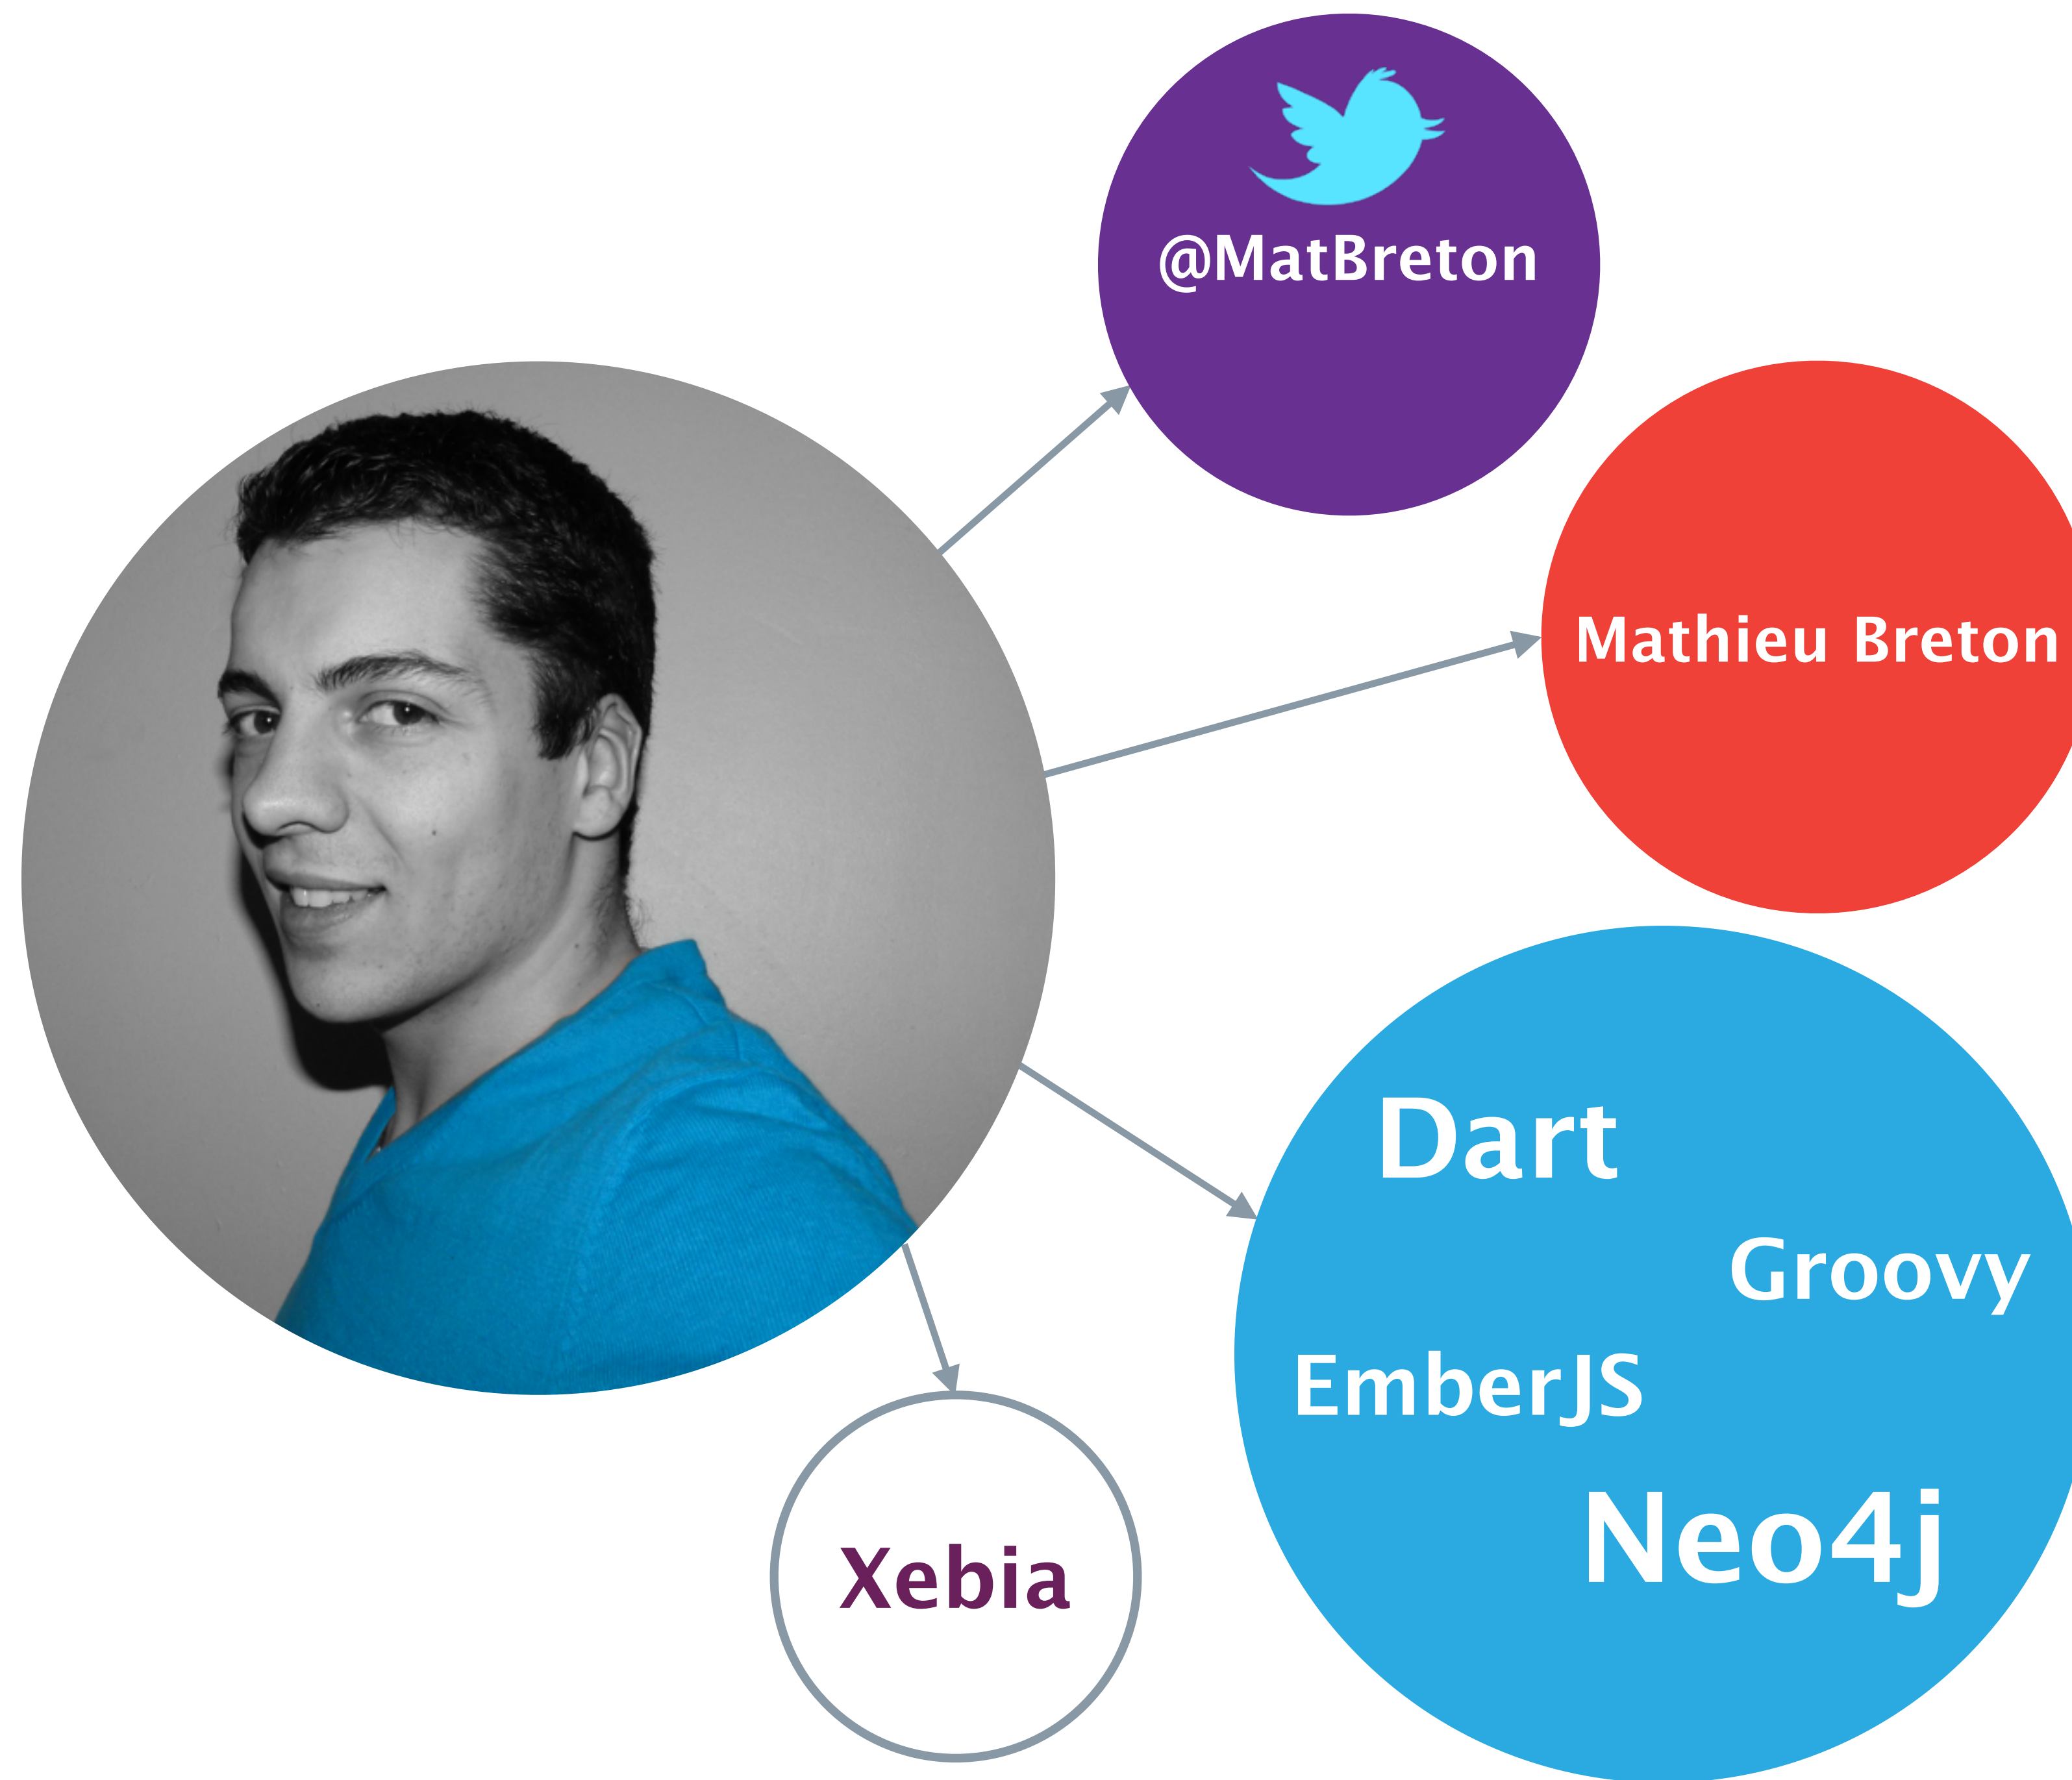 @MatBreton
Mathieu Breton
Dart
Groovy
EmberJS
Neo4j
Xebia